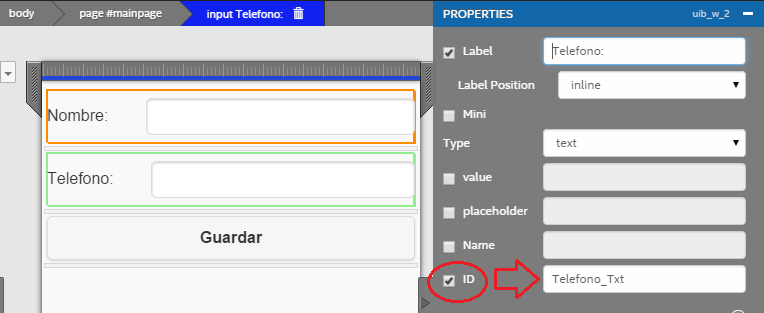 body page #mainpage input Telefono:
Nombre:
Telefono:
Guardar
PROPERTIES uib_w_2
Label Telefono:
Label Position inline
Mini
Type text
value
placeholder
Name
ID Telefono_Txt